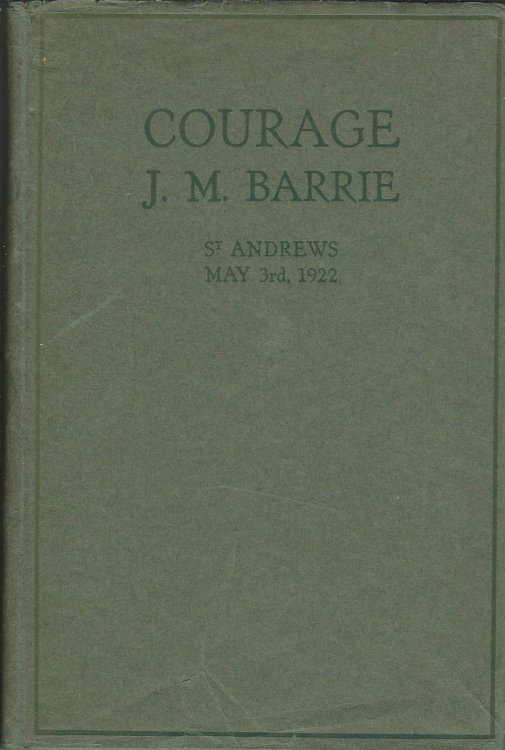 COURAGE
J. M. BARRIE
Sᵀ ANDREWS
MAY 3rd, 1922